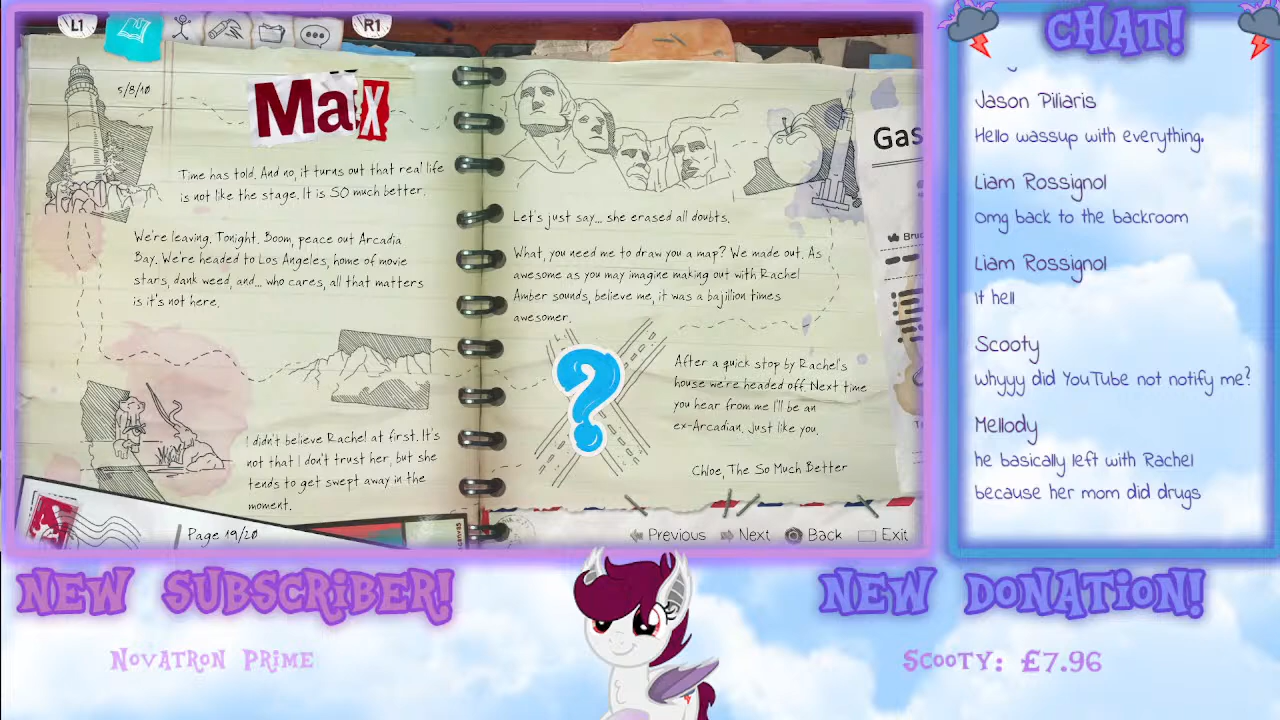 L1
R1
5/8/10
Max
Time has told. And no, it turns out that real life
is not like the stage. It is SO much better.
We're leaving. Tonight. Boom, peace out Arcadia
Bay. We're headed to Los Angeles, home of movie
stars, dank weed, and... who cares, all that matters
is it's not here.
I didn't believe Rachel at first. It's
not that I don't trust her, but she
tends to get swept away in the
moment.
Page 19/20
Let's just say... she erased all doubts.
What, you need me to draw you a map? We made out. As
awesome as you may imagine making out with Rachel
Amber sounds, believe me, it was a bajillion times
awesomer.
?
After a quick stop by Rachel's
house we're headed off. Next time
you hear from me I'll be an
ex-Arcadian. Just like you.
Chloe, The So Much Better
Gas
Bruc
Previous
Next
Back
Exit
CHAT!
Jason Piliaris
Hello wassup with everything.
Liam Rossignol
omg back to the backroom
Liam Rossignol
It hell
Scooty
whyyy did YouTube not notify me?
Mellody
he basically left with Rachel
because her mom did drugs
NEW SUBSCRIBER!
Novatron Prime
NEW DONATION!
Scooty: £7.96